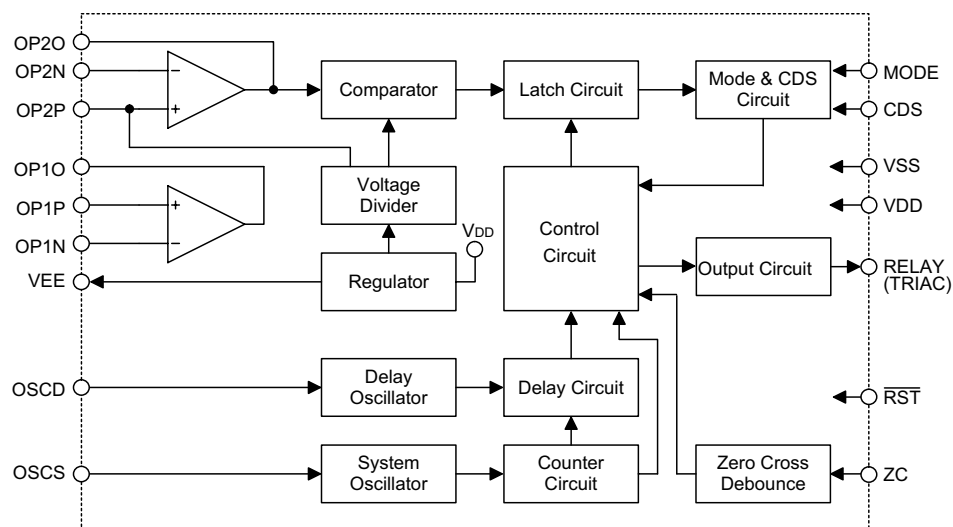 OP2O
OP2N
OP2P
OP1O
OP1P
OP1N
VEE
OSCD
OSCS
−
+
+
−
Comparator
Latch Circuit
Mode & CDS
Circuit
Voltage
Divider
Regulator
VDD
Control
Circuit
Output Circuit
Delay
Oscillator
Delay Circuit
System
Oscillator
Counter
Circuit
Zero Cross
Debounce
MODE
CDS
VSS
VDD
RELAY
(TRIAC)
RST
ZC